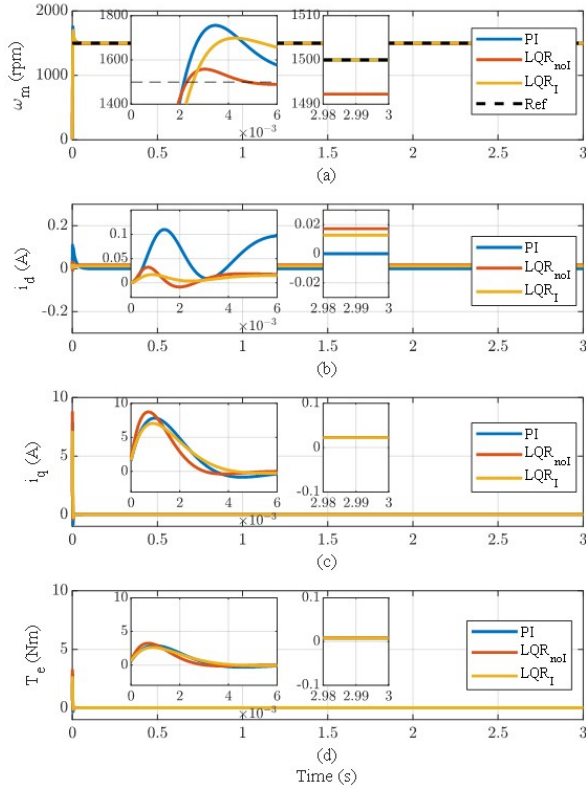 1800
1600
1400
0 2 4 6
×10⁻³
1510
1500
1490
2.98 2.99 3
PI
LQR_noI
LQR_I
Ref
2000
1000
0
ω_m (rpm)
0 0.5 1 1.5 2 2.5 3
(a)
0.1
0.05
0
0 2 4 6
×10⁻³
0.02
0
-0.02
2.98 2.99 3
PI
LQR_noI
LQR_I
0.2
0
-0.2
i_d (A)
0 0.5 1 1.5 2 2.5 3
(b)
10
5
0
0 2 4 6
×10⁻³
0.1
0
-0.1
2.98 2.99 3
PI
LQR_noI
LQR_I
10
5
0
i_q (A)
0 0.5 1 1.5 2 2.5 3
(c)
10
5
0
0 2 4 6
×10⁻³
0.1
0
-0.1
2.98 2.99 3
PI
LQR_noI
LQR_I
10
5
0
T_e (Nm)
0 0.5 1 1.5 2 2.5 3
(d)
Time (s)